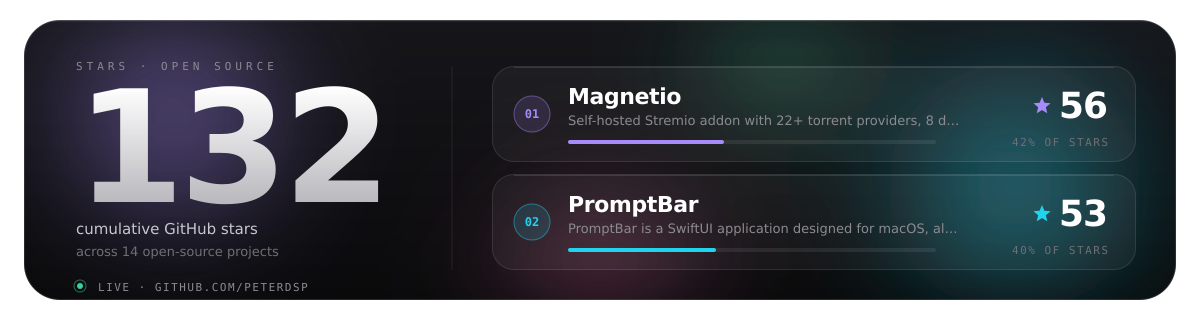 STARS · OPEN SOURCE
132
cumulative GitHub stars
across 14 open-source projects
LIVE · GITHUB.COM/PETERDSP
01
Magnetio
Self-hosted Stremio addon with 22+ torrent providers, 8 d…
56
42% OF STARS
02
PromptBar
PromptBar is a SwiftUI application designed for macOS, al…
53
40% OF STARS